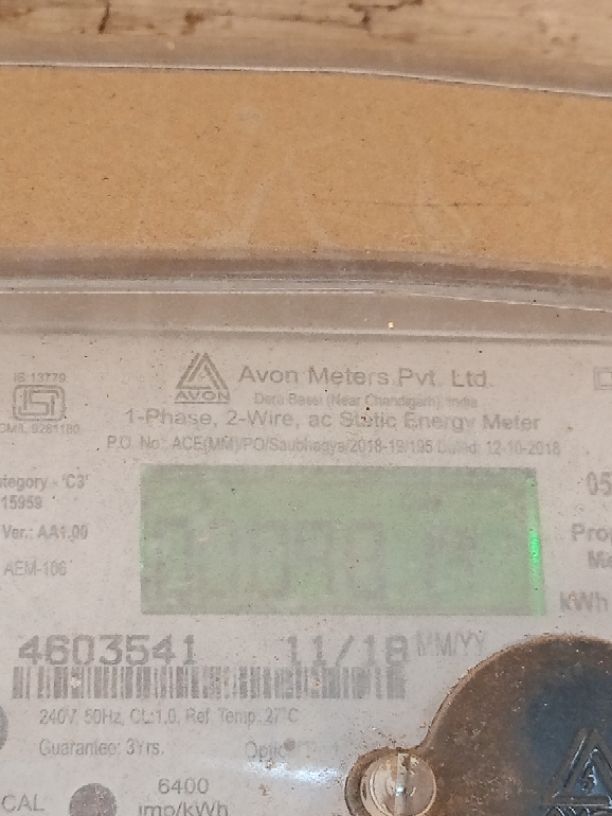 IS 13779
CM/L 9281180
AVON
Avon Meters Pvt. Ltd.
Dera Bassi (Near Chandigarh), India
1-Phase, 2-Wire, ac Static Energy Meter
P.O. No: ACE(MM)/PO/Saubhagya/2018-19/195 Dated: 12-10-2018
ategory - 'C3'
15959
Ver.: AA1.00
AEM-106
05
Prop
kWh
4603541 11/18 MM/YY
240V, 50Hz, CL:1.0, Ref. Temp. 27°C
Guarantee: 3Yrs.
CAL
6400
imp/kWh